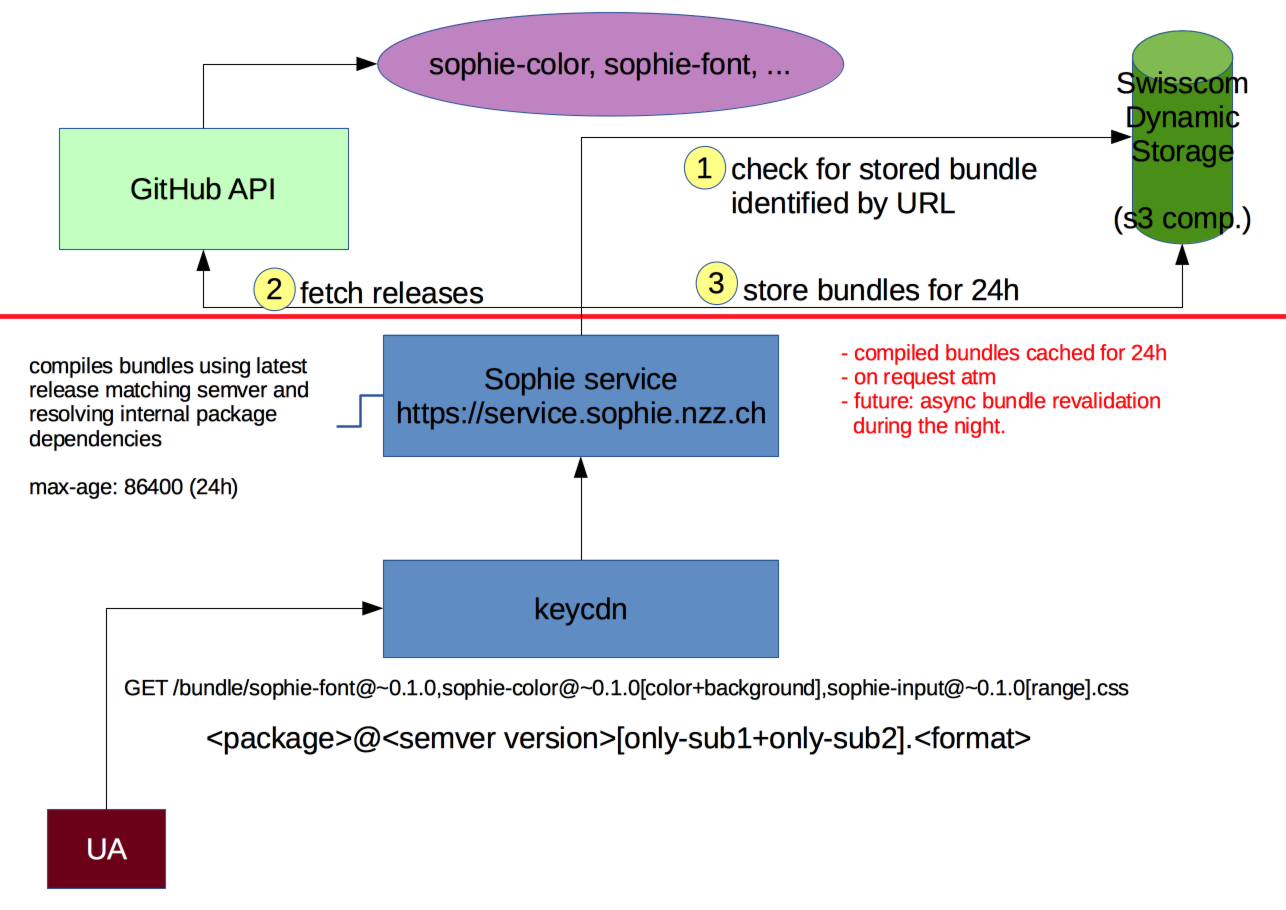 sophie-color, sophie-font, ...
Swisscom
Dynamic
Storage
(s3 comp.)
GitHub API
1
check for stored bundle
identified by URL
2
fetch releases
3
store bundles for 24h
compiles bundles using latest
release matching semver and
resolving internal package
dependencies
max-age: 86400 (24h)
Sophie service
https://service.sophie.nzz.ch
- compiled bundles cached for 24h
- on request atm
- future: async bundle revalidation
during the night.
keycdn
GET /bundle/sophie-font@~0.1.0,sophie-color@~0.1.0[color+background],sophie-input@~0.1.0[range].css
<package>@<semver version>[only-sub1+only-sub2].<format>
UA